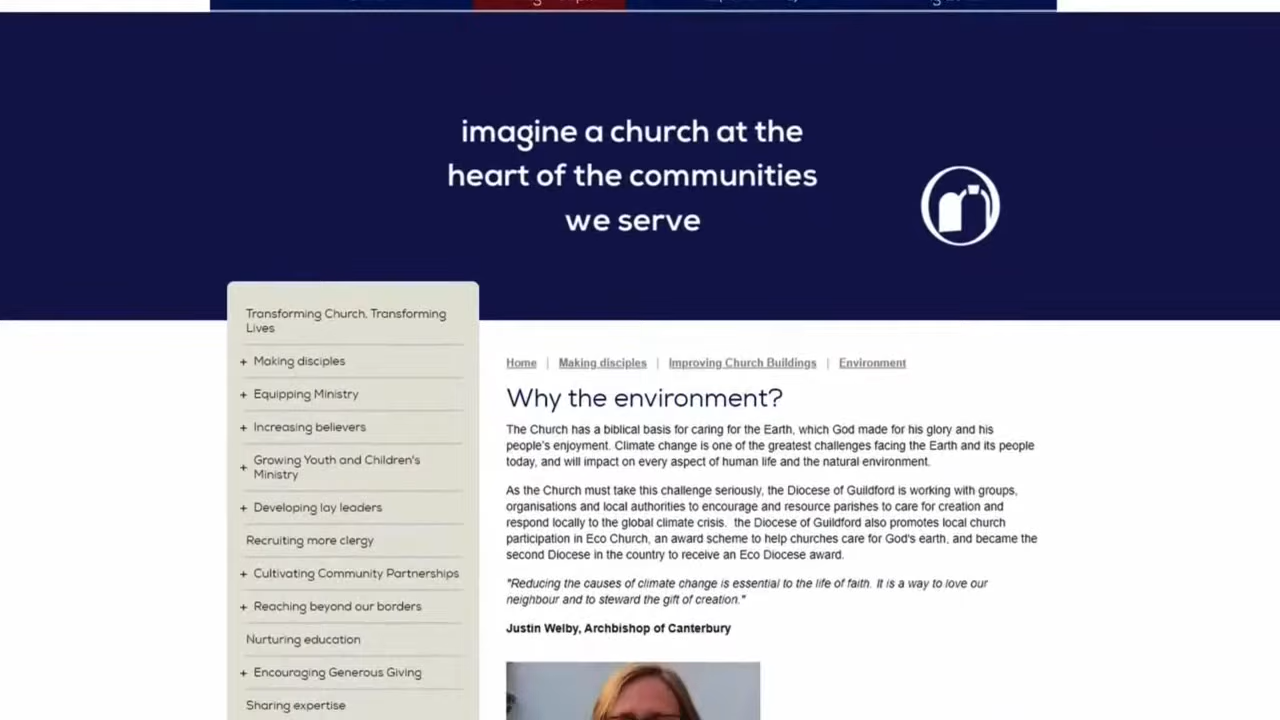 imagine a church at the
heart of the communities
we serve
Transforming Church, Transforming
Lives
+ Making disciples
+ Equipping Ministry
+ Increasing believers
+ Growing Youth and Children's
Ministry
+ Developing lay leaders
Recruiting more clergy
+ Cultivating Community Partnerships
+ Reaching beyond our borders
Nurturing education
+ Encouraging Generous Giving
Sharing expertise
Home | Making disciples | Improving Church Buildings | Environment
Why the environment?
The Church has a biblical basis for caring for the Earth, which God made for his glory and his
people's enjoyment. Climate change is one of the greatest challenges facing the Earth and its people
today, and will impact on every aspect of human life and the natural environment.
As the Church must take this challenge seriously, the Diocese of Guildford is working with groups,
organisations and local authorities to encourage and resource parishes to care for creation and
respond locally to the global climate crisis.  the Diocese of Guildford also promotes local church
participation in Eco Church, an award scheme to help churches care for God's earth, and became the
second Diocese in the country to receive an Eco Diocese award.
"Reducing the causes of climate change is essential to the life of faith. It is a way to love our
neighbour and to steward the gift of creation."
Justin Welby, Archbishop of Canterbury